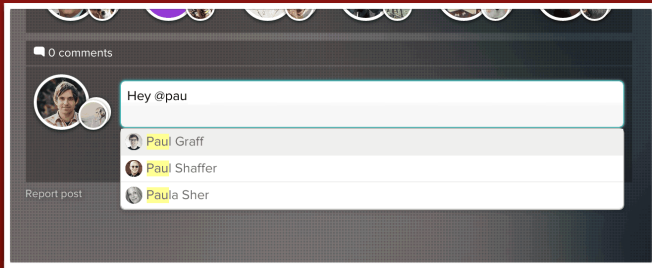 0 comments
Hey @pau
Paul Graff
Paul Shaffer
Paula Sher
Report post